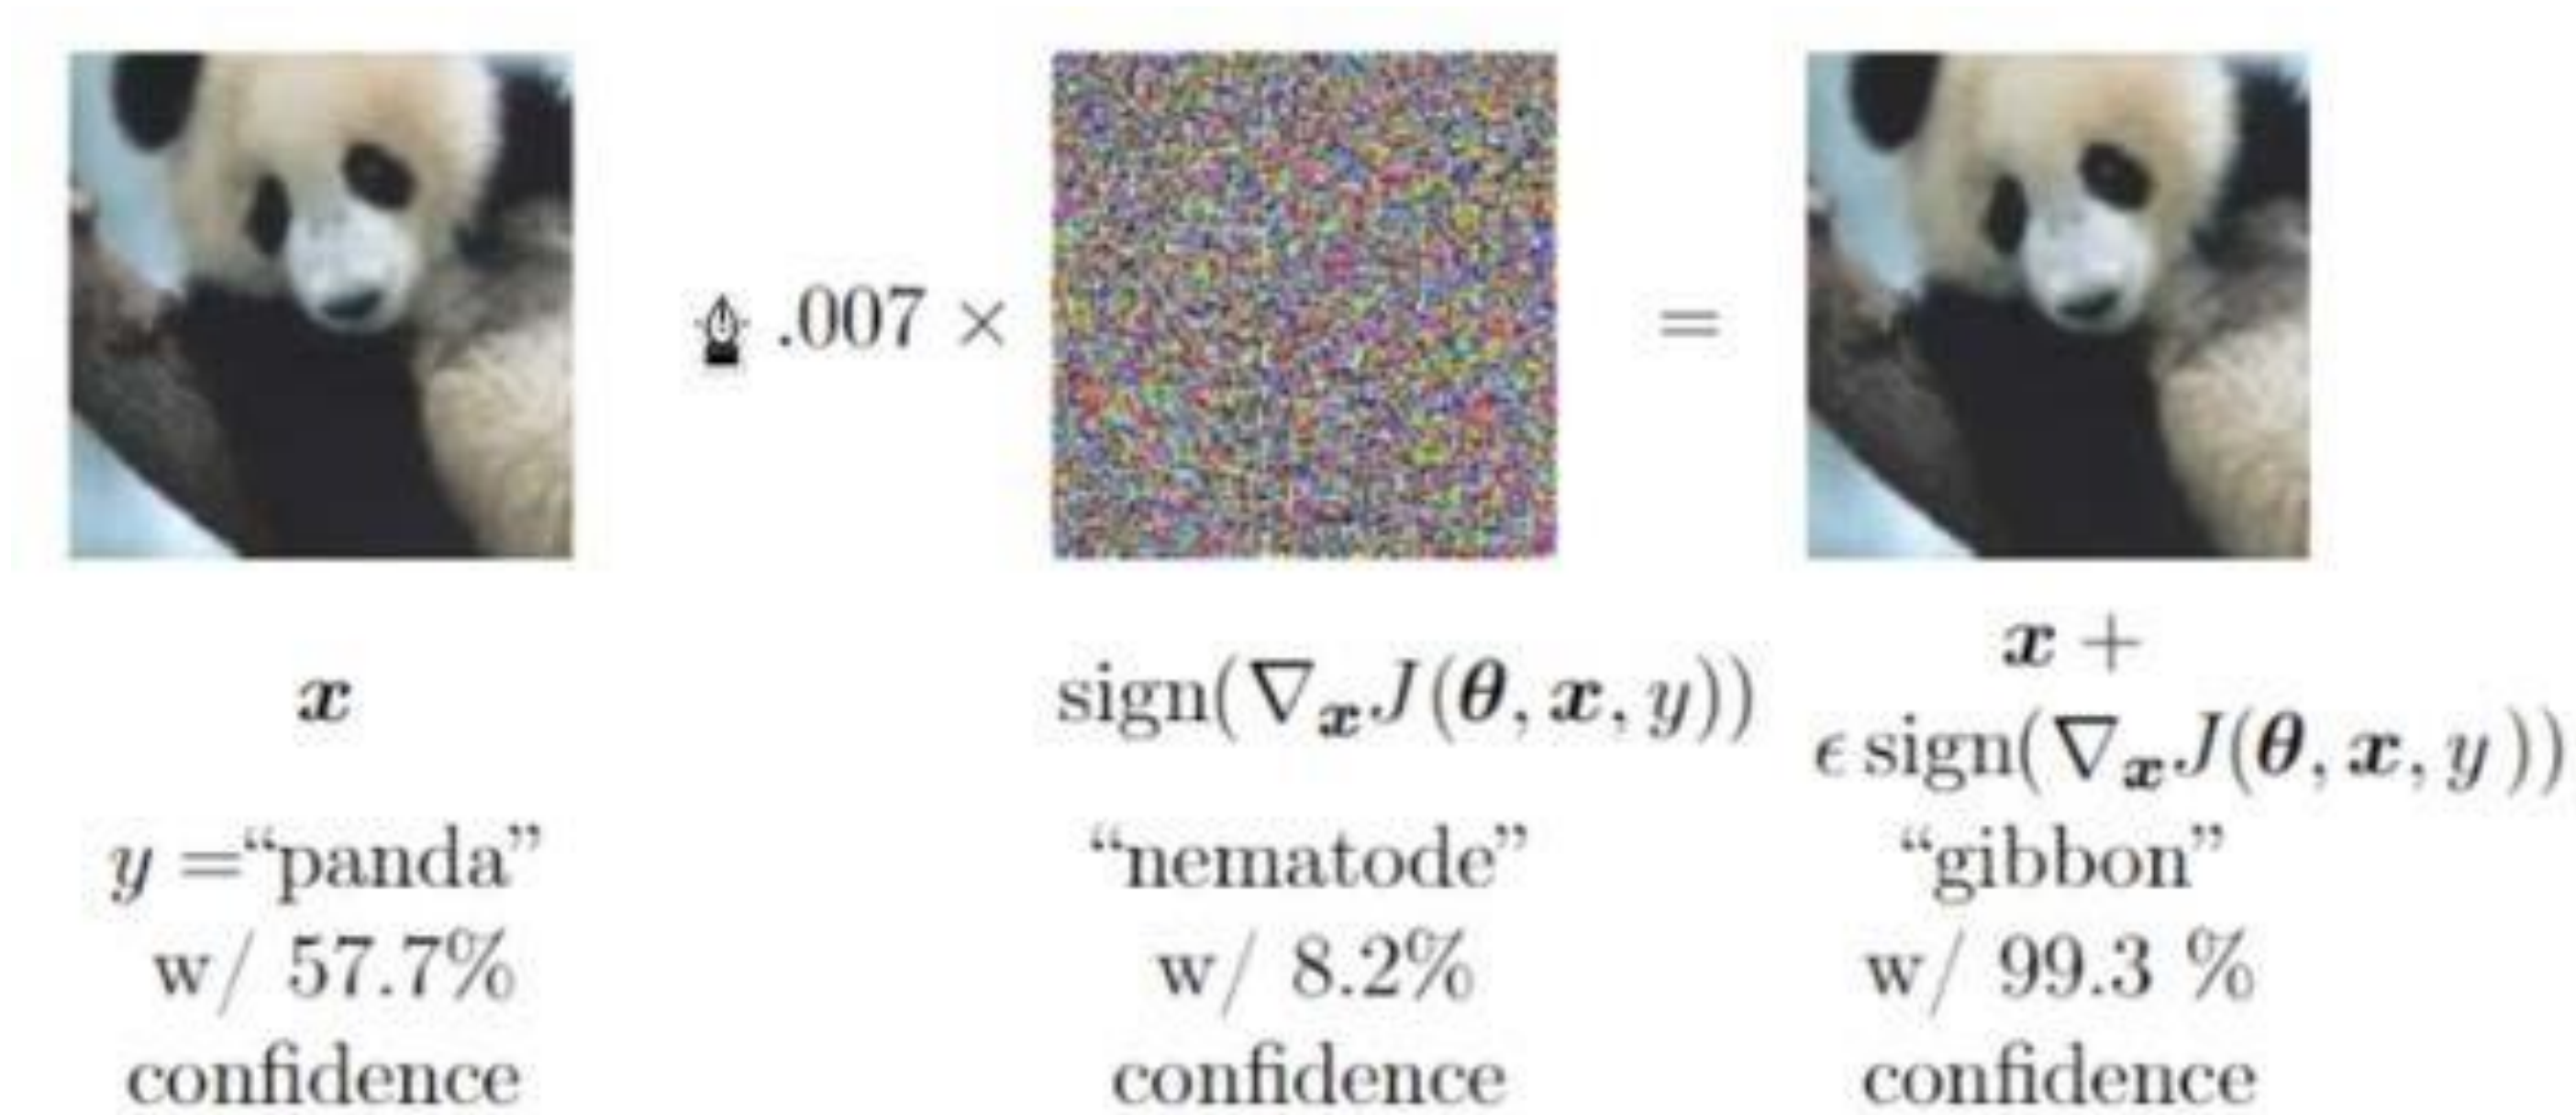 .007 ×
=
x
sign(∇ₓJ(θ, x, y))
x +
ϵ sign(∇ₓJ(θ, x, y))
y =“panda”
w/ 57.7%
confidence
“nematode”
w/ 8.2%
confidence
“gibbon”
w/ 99.3 %
confidence